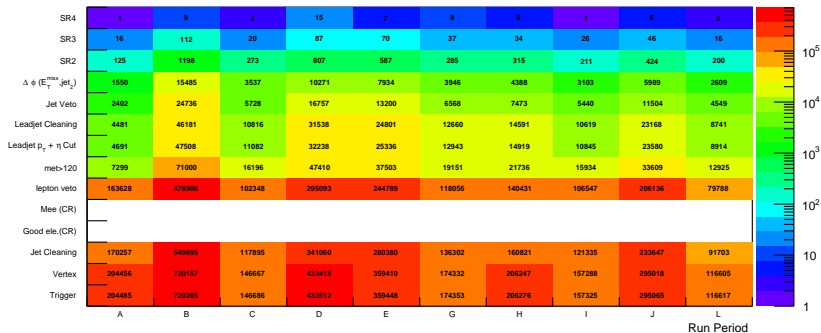 SR4 1 9 2 15 7 9 5 1 6 2
SR3 16 112 20 87 70 37 34 26 46 16
SR2 125 1198 273 807 587 285 315 211 424 200
Δ ϕ (E_T^miss,jet_2) 1550 15485 3537 10271 7934 3946 4388 3103 5989 2609
Jet Veto 2402 24736 5728 16757 13200 6568 7473 5440 11504 4549
Leadjet Cleaning 4481 46181 10816 31538 24801 12660 14591 10619 23168 8741
Leadjet p_T + η Cut 4691 47508 11082 32238 25336 12943 14919 10845 23580 8914
met>120 7299 71000 16196 47410 37503 19151 21736 15934 33609 12925
lepton veto 163628 478906 102348 295093 244789 118056 140431 106547 206136 79788
Mee (CR)
Good ele.(CR)
Jet Cleaning 170257 549895 117895 341060 280380 136302 160821 121335 233647 91703
Vertex 204456 720157 146667 433415 359410 174332 206247 157288 295018 116605
Trigger 204485 720285 146686 433512 359448 174353 206276 157325 295065 116617
A B C D E G H I J L
Run Period
10^5
10^4
10^3
10^2
10
1